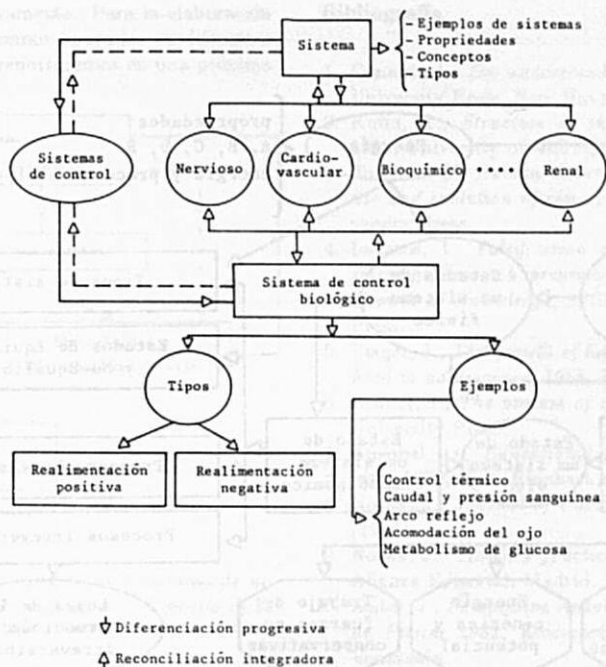 Sistema
- Ejemplos de sistemas
- Propiedades
- Conceptos
- Tipos
Sistemas
de control
Nervioso
Cardio-
vascular
Bioquímico
...
Renal
Sistema de control
biológico
Tipos
Ejemplos
Realimentación
positiva
Realimentación
negativa
Control térmico
Caudal y presión sanguínea
Arco reflejo
Acomodación del ojo
Metabolismo de glucosa
Diferenciación progresiva
Reconciliación integradora